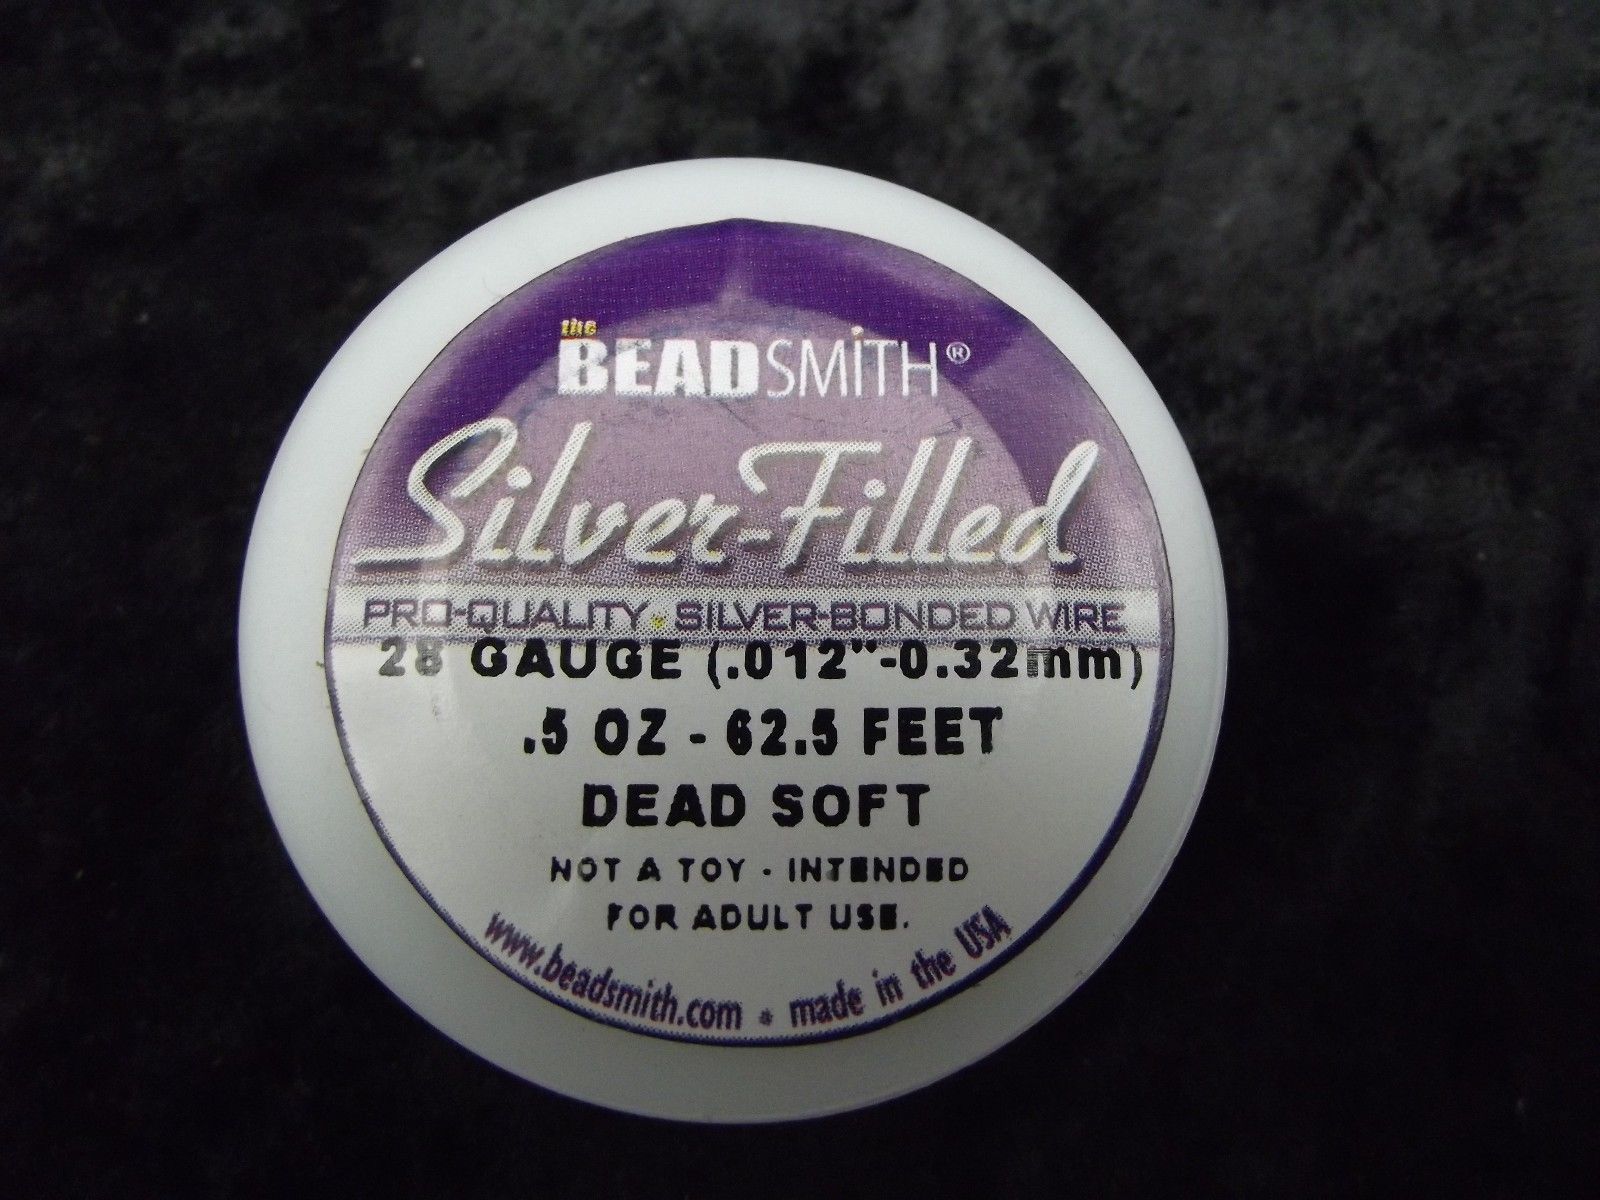 the
BEADSMITH®
Silver-Filled
PRO-QUALITY • SILVER-BONDED WIRE
28 GAUGE (.012"-0.32mm)
.5 OZ - 62.5 FEET
DEAD SOFT
NOT A TOY - INTENDED
FOR ADULT USE.
www.beadsmith.com * made in the USA